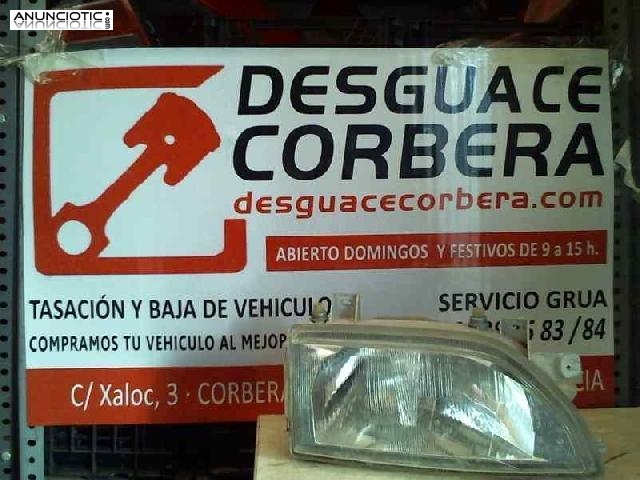 ANUNCIOTIC.com
DESGUACE
CORBERA
desguacecorbera.com
ABIERTO DOMINGOS Y FESTIVOS DE 9 a 15 h.
TASACIÓN Y BAJA DE VEHICULO
SERVICIO GRUA
COMPRAMOS TU VEHICULO AL MEJOR
83 / 84
C/ Xaloc, 3 · CORBERA